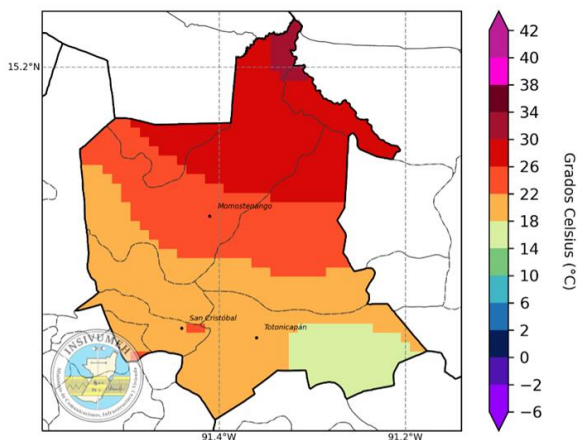 15.2°N
Momostenango
San Cristóbal
Totonicapán
INSIVUMEH
91.4°W
91.2°W
42
40
38
34
30
26
22
18
14
10
6
2
0
−2
−6
Grados Celsius (°C)